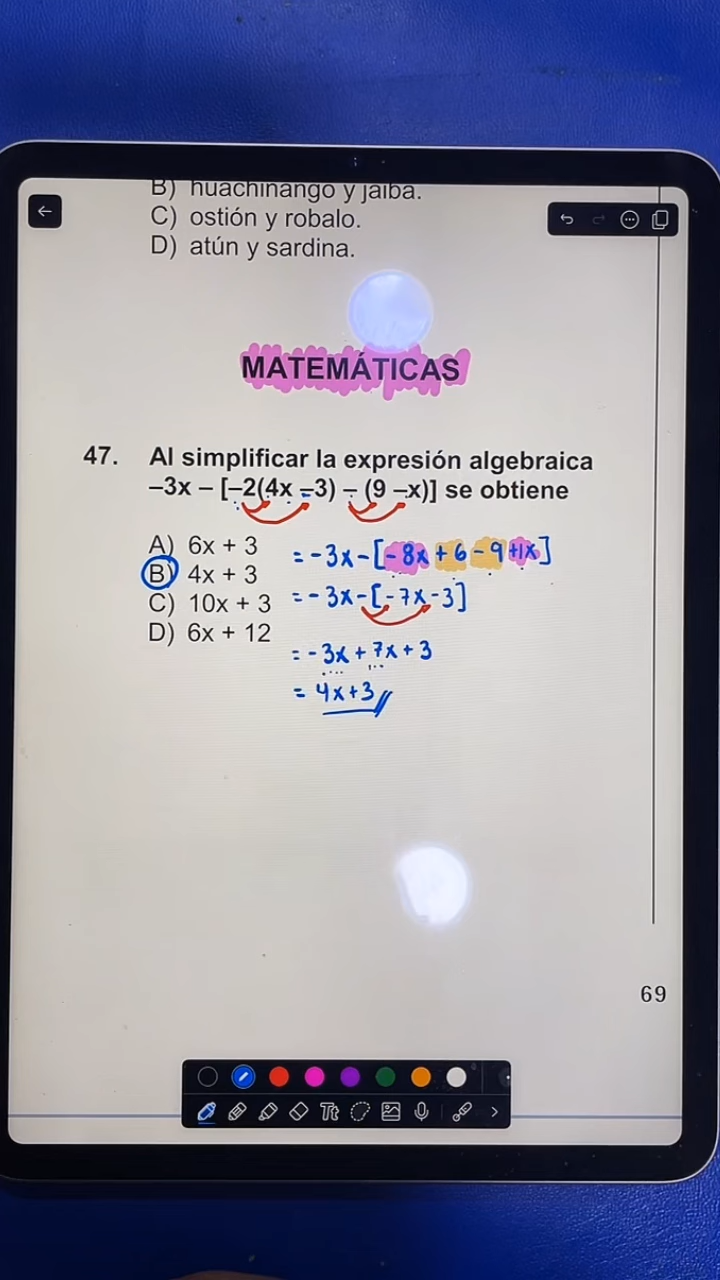 B) huachinango y jaiba.
C) ostión y robalo.
D) atún y sardina.
MATEMÁTICAS
47. Al simplificar la expresión algebraica
−3x − [−2(4x −3) − (9 −x)] se obtiene
A) 6x + 3
B) 4x + 3
C) 10x + 3
D) 6x + 12
= -3x-[-8x+6-9+1x]
= -3x-[-7x-3]
= -3x+7x+3
= 4x+3
69
Tt